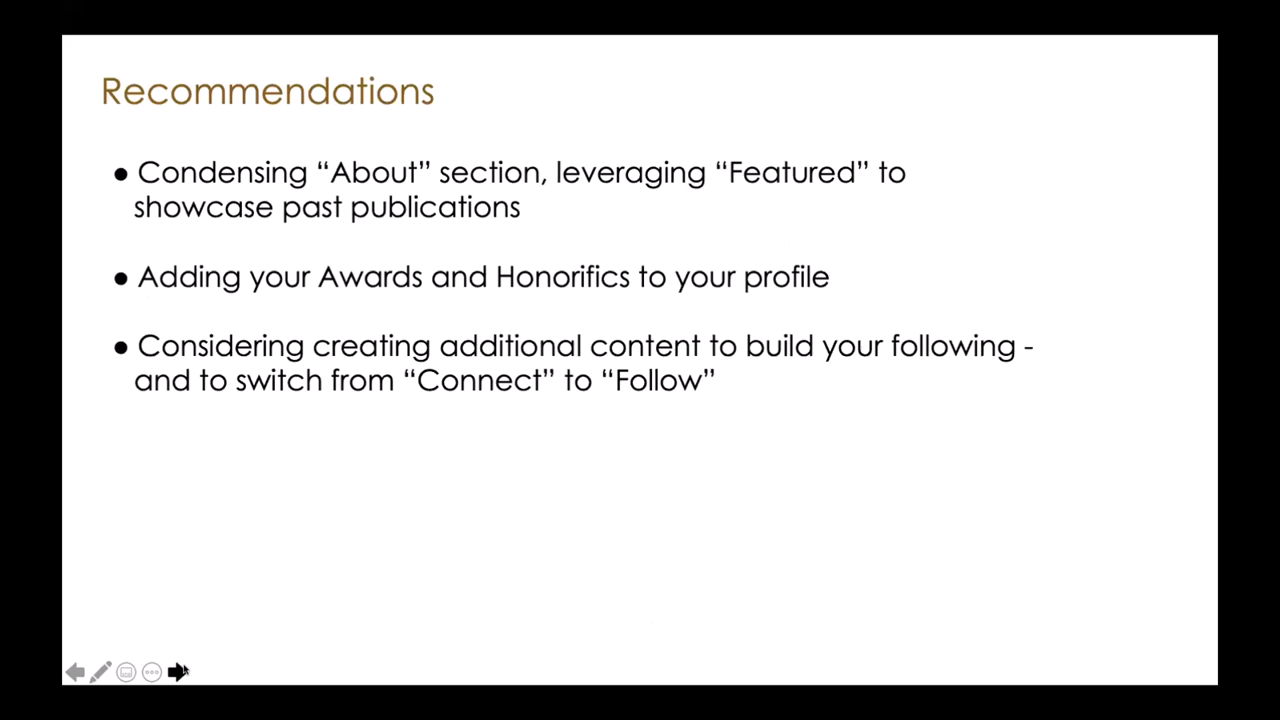 Recommendations
● Condensing “About” section, leveraging “Featured” to
showcase past publications
● Adding your Awards and Honorifics to your profile
● Considering creating additional content to build your following -
and to switch from “Connect” to “Follow”